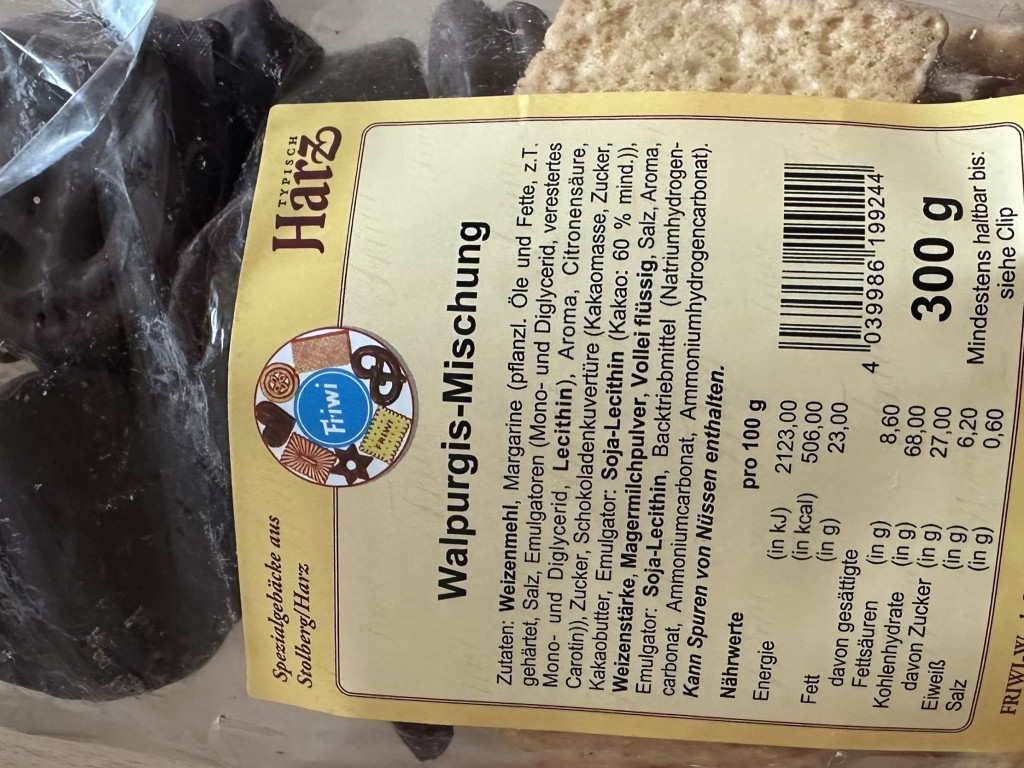 TYPISCH
Harz
Friwi
FRIWI
Spezialgebäcke aus
Stolberg/Harz
Walpurgis-Mischung
Zutaten: Weizenmehl, Margarine (pflanzl. Öle und Fette, z.T.
gehärtet, Salz, Emulgatoren (Mono- und Diglycerid, verestertes
Mono- und Diglycerid, Lecithin), Aroma, Citronensäure,
Carotin)), Zucker, Schokoladenkuvertüre (Kakaomasse, Zucker,
Kakaobutter, Emulgator: Soja-Lecithin (Kakao: 60 % mind.)),
Weizenstärke, Magermilchpulver, Vollei flüssig, Salz, Aroma,
Emulgator: Soja-Lecithin, Backtriebmittel (Natriumhydrogen-
carbonat, Ammoniumcarbonat, Ammoniumhydrogencarbonat).
Kann Spuren von Nüssen enthalten.
Nährwerte pro 100 g
Energie (in kJ) 2123,00
(in kcal) 506,00
Fett (in g) 23,00
davon gesättigte
Fettsäuren (in g) 8,60
Kohlenhydrate (in g) 68,00
davon Zucker (in g) 27,00
Eiweiß (in g) 6,20
Salz (in g) 0,60
4 039986 199244
300 g
Mindestens haltbar bis:
siehe Clip